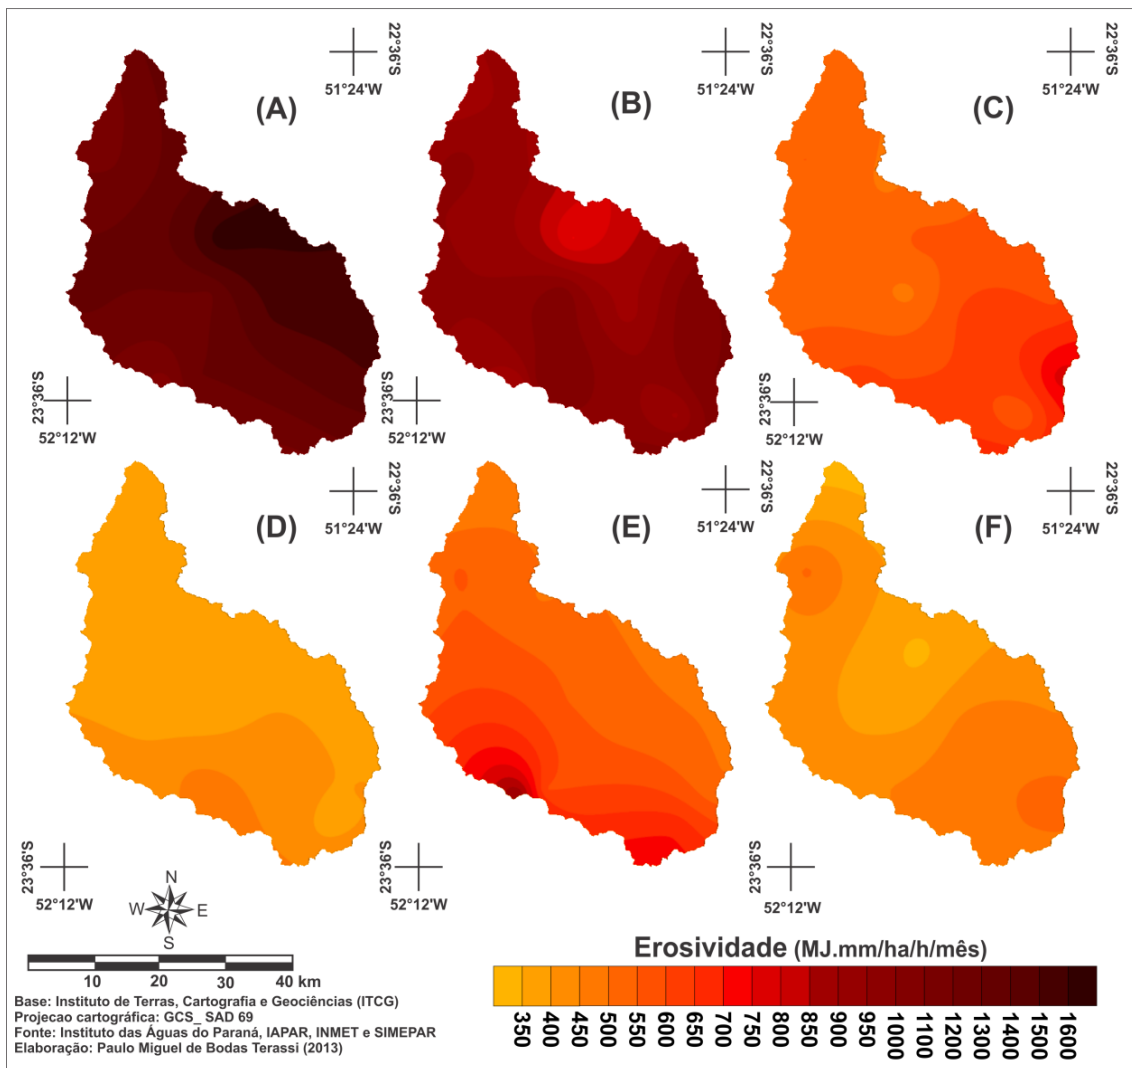 (A)
22°36'S
51°24'W
23°36'S
52°12'W
(B)
22°36'S
51°24'W
23°36'S
52°12'W
(C)
22°36'S
51°24'W
23°36'S
52°12'W
(D)
22°36'S
51°24'W
23°36'S
52°12'W
(E)
22°36'S
51°24'W
23°36'S
52°12'W
(F)
22°36'S
51°24'W
23°36'S
52°12'W
N
W E
S
10 20 30 40 km
Base: Instituto de Terras, Cartografia e Geociências (ITCG)
Projecao cartográfica: GCS_ SAD 69
Fonte: Instituto das Águas do Paraná, IAPAR, INMET e SIMEPAR
Elaboração: Paulo Miguel de Bodas Terassi (2013)
Erosividade (MJ.mm/ha/h/mês)
350 400 450 500 550 600 650 700 750 800 850 900 950 1000 1100 1200 1300 1400 1500 1600